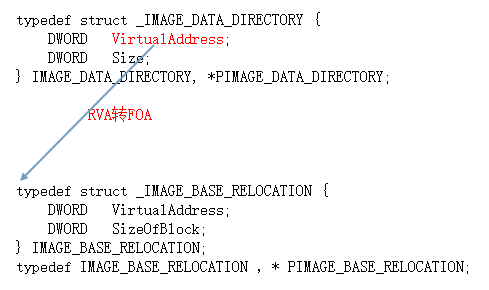 typedef struct _IMAGE_DATA_DIRECTORY {
    DWORD   VirtualAddress;
    DWORD   Size;
} IMAGE_DATA_DIRECTORY, *PIMAGE_DATA_DIRECTORY;
RVA转FOA
typedef struct _IMAGE_BASE_RELOCATION {
    DWORD   VirtualAddress;
    DWORD   SizeOfBlock;
} IMAGE_BASE_RELOCATION;
typedef IMAGE_BASE_RELOCATION , * PIMAGE_BASE_RELOCATION;